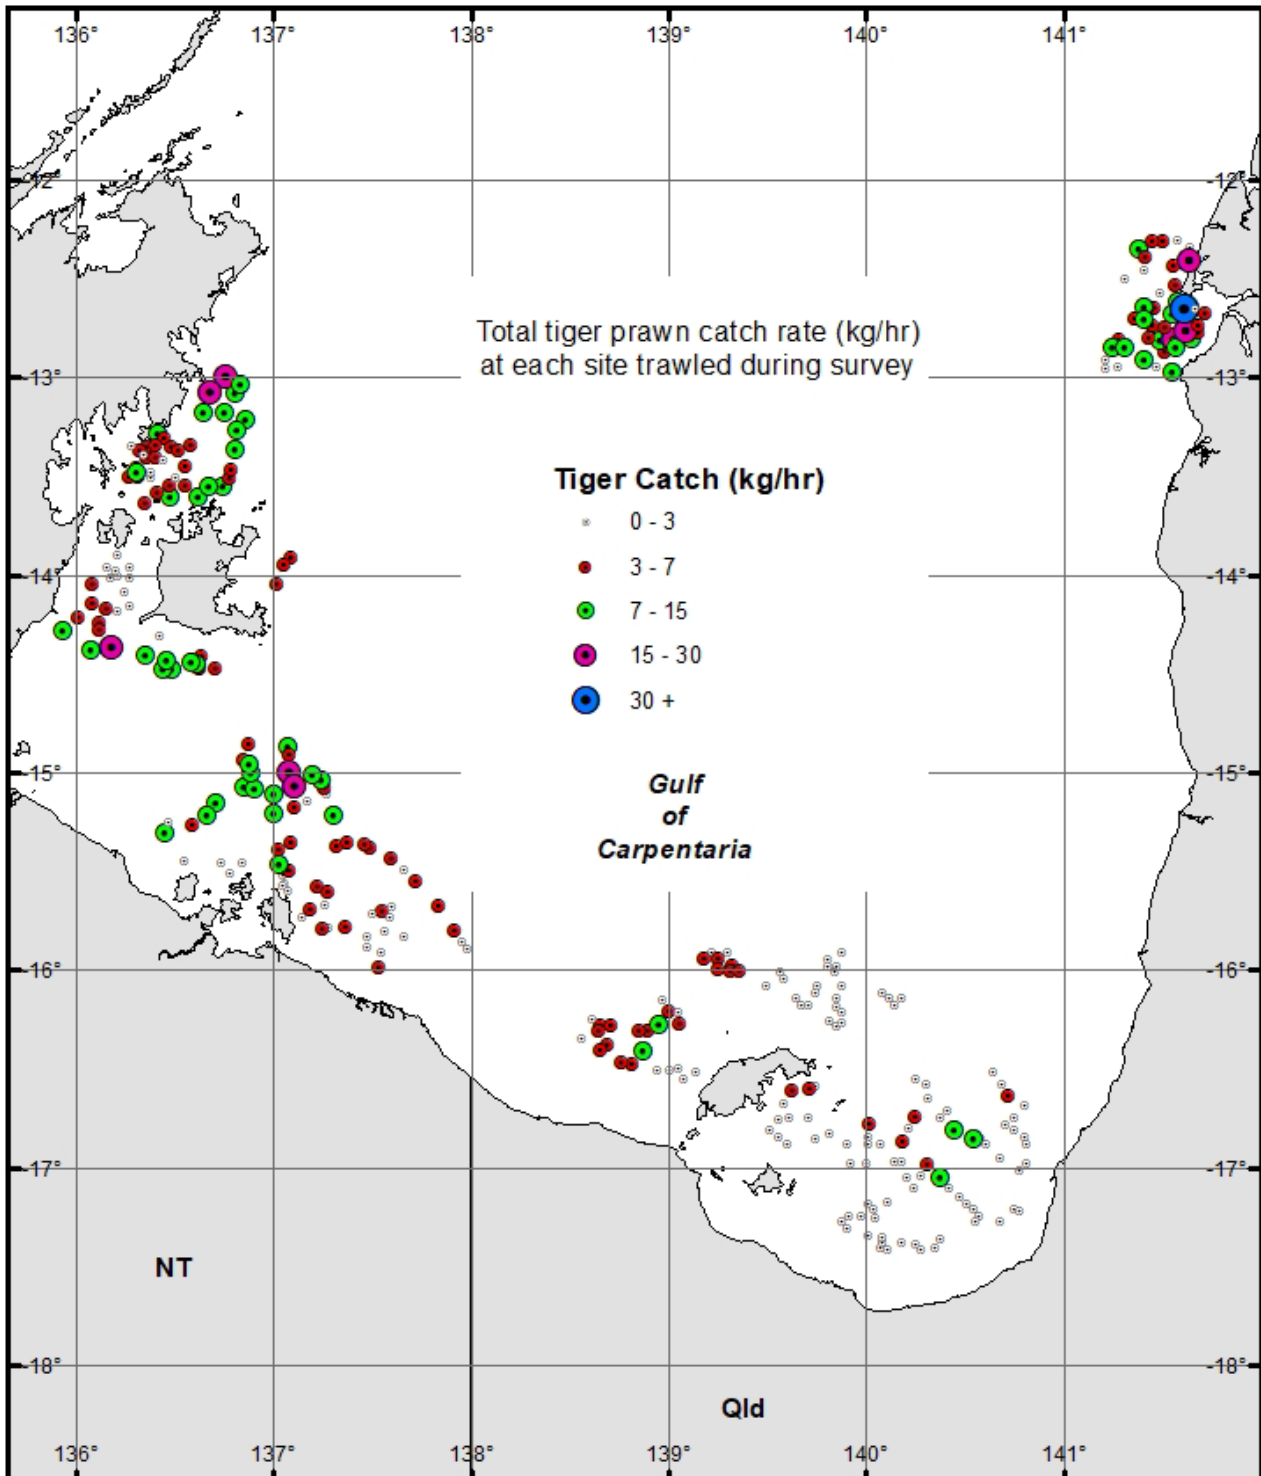 136° 137° 138° 139° 140° 141°
-12° -12°
Total tiger prawn catch rate (kg/hr)
at each site trawled during survey
-13° -13°
Tiger Catch (kg/hr)
0 - 3
3 - 7
7 - 15
15 - 30
30 +
-14° -14°
-15° -15°
Gulf
of
Carpentaria
-16° -16°
-17° -17°
NT
-18° -18°
Qld
136° 137° 138° 139° 140° 141°